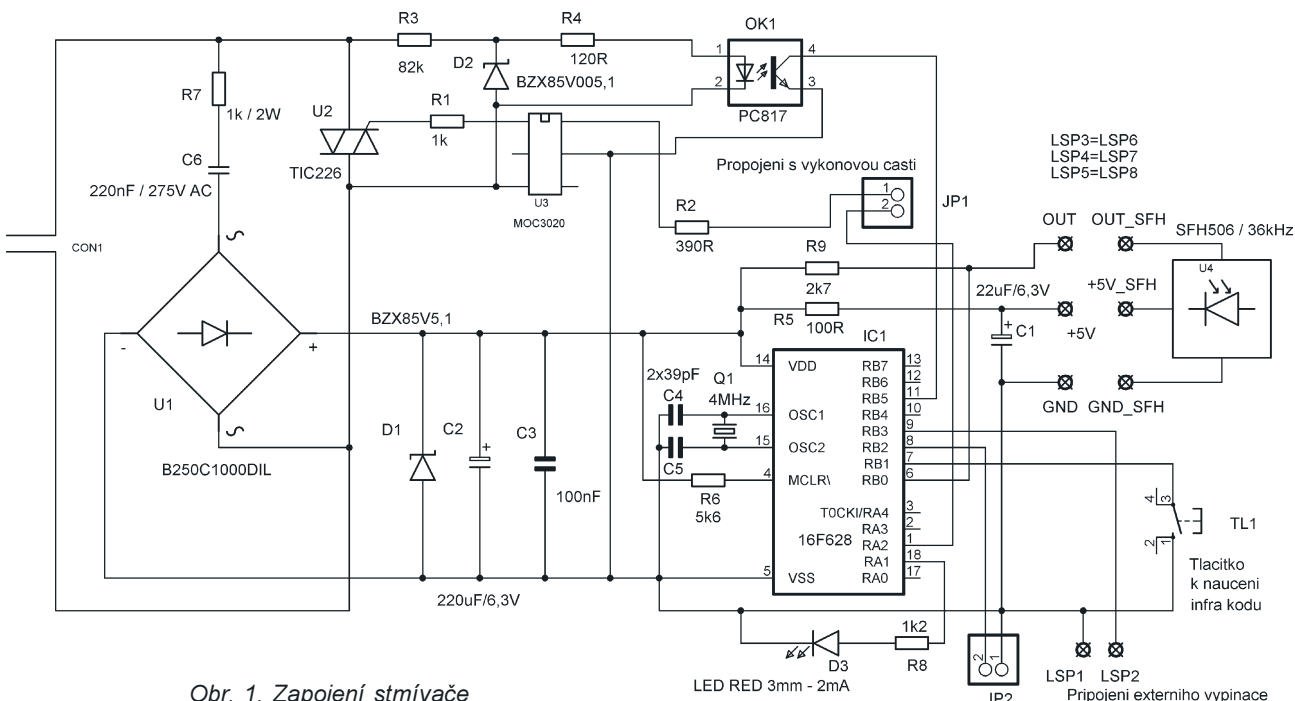 R3
82k
R4
120R
OK1
1
2
4
3
PC817
D2
BZX85V005,1
R7
1k / 2W
U2
TIC226
R1
1k
C6
220nF / 275V AC
U3
MOC3020
Propojeni s vykonovou casti
1
2
JP1
R2
390R
LSP3=LSP6
LSP4=LSP7
LSP5=LSP8
CON1
R9
2k7
R5
100R
OUT
OUT_SFH
SFH506 / 36kHz
U4
22uF/6,3V
+5V_SFH
+5V
+
C1
GND
GND_SFH
-
+
U1
B250C1000DIL
BZX85V5,1
D1
C2
+
C3
100nF
220uF/6,3V
2x39pF
C4
C5
Q1
4MHz
R6
5k6
IC1
14
VDD
16
OSC1
15
OSC2
4
MCLR\
5
VSS
16F628
RB7
13
RB6
12
RB5
11
RB4
10
RB3
9
RB2
8
RB1
7
RB0
6
T0CKI/RA4
3
RA3
2
RA2
1
RA1
18
RA0
17
4
3
2
1
TL1
Tlacitko
k nauceni
infra kodu
1k2
R8
D3
LED RED 3mm - 2mA
2
1
JP2
LSP1
LSP2
Pripojeni externiho vypinace
Obr. 1. Zapojení stmívače